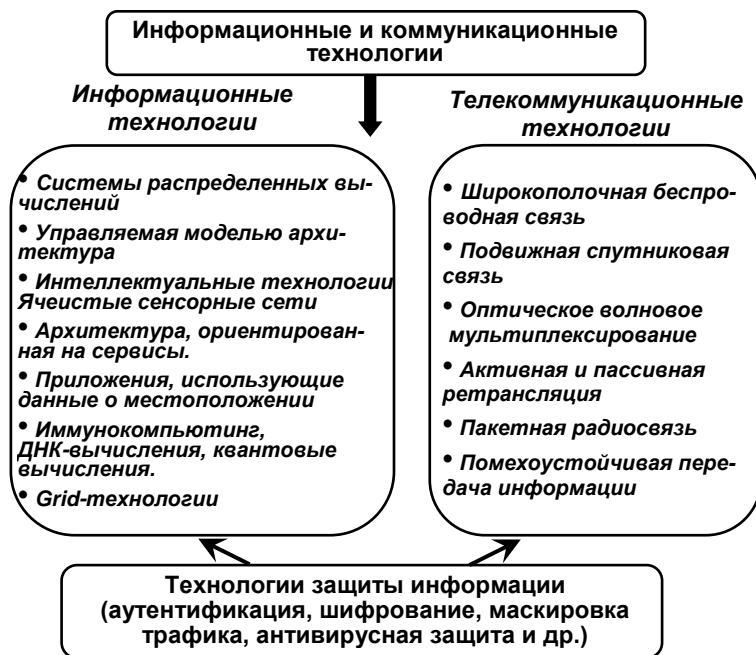 Информационные и коммуникационные
технологии
Информационные
технологии
• Системы распределенных вы-
числений
• Управляемая моделью архи-
тектура
• Интеллектуальные технологии
Ячеистые сенсорные сети
• Архитектура, ориентирован-
ная на сервисы.
• Приложения, использующие
данные о местоположении
• Иммунокомпьютинг,
ДНК-вычисления, квантовые
вычисления.
• Grid-технологии
Телекоммуникационные
технологии
• Широкополочная беспро-
водная связь
• Подвижная спутниковая
связь
• Оптическое волновое
мультиплексирование
• Активная и пассивная
ретрансляция
• Пакетная радиосвязь
• Помехоустойчивая пере-
дача информации
Технологии защиты информации
(аутентификация, шифрование, маскировка
трафика, антивирусная защита и др.)